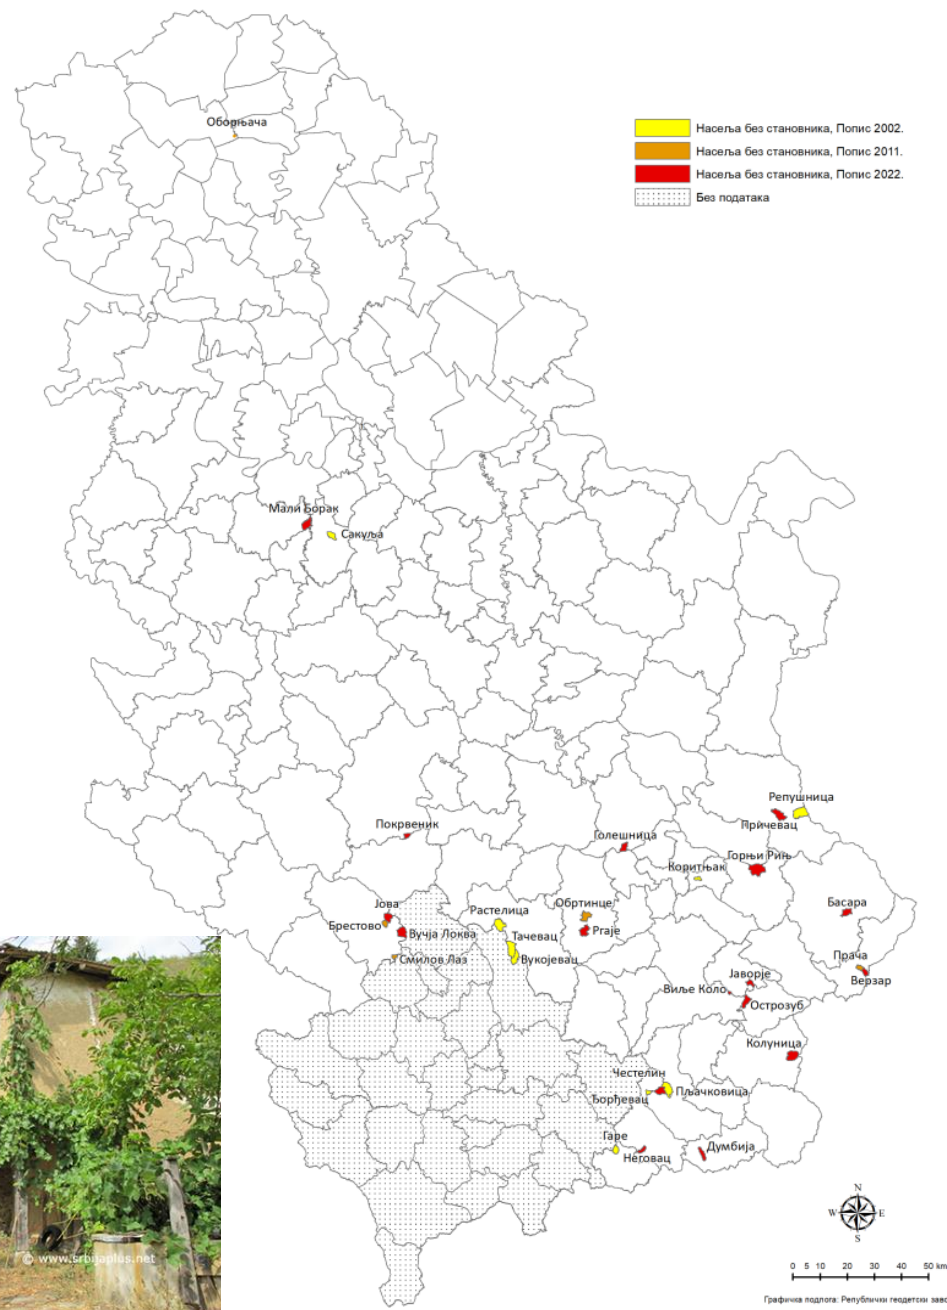 Оборњача
Насеља без становника, Попис 2002.
Насеља без становника, Попис 2011.
Насеља без становника, Попис 2022.
Без података
Мали Борак
Сакуља
Репушница
Причевац
Покрвеник
Голешница
Горњи Рињ
Коритњак
Басара
Јова
Растелица
Обртинце
Брестово
Вучја Локва
Тачевац
Prаје
Смилов Лаз
Вукојевац
Прача
Верзар
Јаворје
Виље Коло
Острозуб
Колуница
Честелин
Ђорђевац
Пљачковица
Гаре
Неговац
Думбија
N
W E
S
© www.srbijaplus.net
0 5 10 20 30 40 50 km
Графичка подлога: Републички геодетски заво